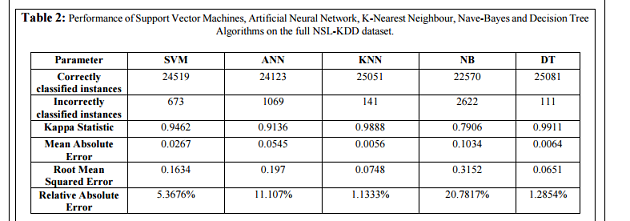 Table 2: Performance of Support Vector Machines, Artificial Neural Network, K-Nearest Neighbour, Nave-Bayes and Decision Tree
Algorithms on the full NSL-KDD dataset.
Parameter SVM ANN KNN NB DT
Correctly classified instances 24519 24123 25051 22570 25081
Incorrectly classified instances 673 1069 141 2622 111
Kappa Statistic 0.9462 0.9136 0.9888 0.7906 0.9911
Mean Absolute Error 0.0267 0.0545 0.0056 0.1034 0.0064
Root Mean Squared Error 0.1634 0.197 0.0748 0.3152 0.0651
Relative Absolute Error 5.3676% 11.107% 1.1333% 20.7817% 1.2854%